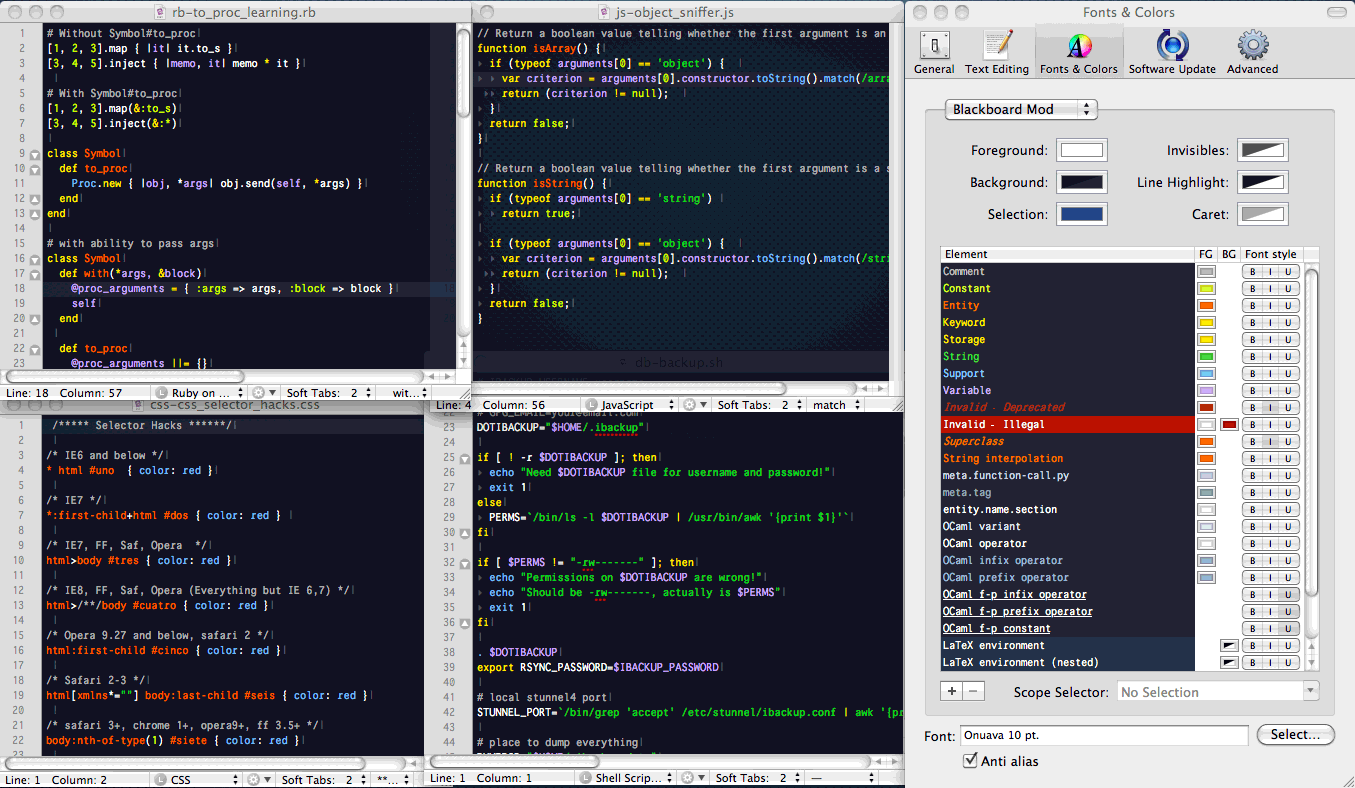 rb-to_proc_learning.rb
1 # Without Symbol#to_proc
2 [1, 2, 3].map { |it| it.to_s }
3 [3, 4, 5].inject { |memo, it| memo * it }
4
5 # With Symbol#to_proc
6 [1, 2, 3].map(&:to_s)
7 [3, 4, 5].inject(&:*)
8
9 class Symbol
10 def to_proc
11 Proc.new { |obj, *args| obj.send(self, *args) }
12 end
13 end
14
15 # with ability to pass args
16 class Symbol
17 def with(*args, &block)
18 @proc_arguments = { :args => args, :block => block }
19 self
20 end
21
22 def to_proc
23 @proc_arguments ||= {}
Line: 18 Column: 57 L Ruby on ... Soft Tabs: 2 wit...
js-object_sniffer.js
// Return a boolean value telling whether the first argument is an
function isArray() {
if (typeof arguments[0] == 'object') {
var criterion = arguments[0].constructor.toString().match(/arra
return (criterion != null);
}
return false;
}
// Return a boolean value telling whether the first argument is a s
function isString() {
if (typeof arguments[0] == 'string')
return true;
if (typeof arguments[0] == 'object') {
var criterion = arguments[0].constructor.toString().match(/stri
return (criterion != null);
}
return false;
}
db-backup.sh
Line: 4 Column: 56 L JavaScript Soft Tabs: 2 match
css-css_selector_hacks.css
1 /***** Selector Hacks ******/
2
3 /* IE6 and below */
4 * html #uno { color: red }
5
6 /* IE7 */
7 *:first-child+html #dos { color: red }
8
9 /* IE7, FF, Saf, Opera */
10 html>body #tres { color: red }
11
12 /* IE8, FF, Saf, Opera (Everything but IE 6,7) */
13 html>/**/body #cuatro { color: red }
14
15 /* Opera 9.27 and below, safari 2 */
16 html:first-child #cinco { color: red }
17
18 /* Safari 2-3 */
19 html[xmlns*=""] body:last-child #seis { color: red }
20
21 /* safari 3+, chrome 1+, opera9+, ff 3.5+ */
22 body:nth-of-type(1) #siete { color: red }
23
Line: 1 Column: 2 L CSS Soft Tabs: 2 **...
22 # GPG_EMAIL=your@email.com
23 DOTIBACKUP="$HOME/.ibackup"
24
25 if [ ! -r $DOTIBACKUP ]; then
26 echo "Need $DOTIBACKUP file for username and password!"
27 exit 1
28 else
29 PERMS=`/bin/ls -l $DOTIBACKUP | /usr/bin/awk '{print $1}'`
30 fi
31
32 if [ $PERMS != "-rw-------" ]; then
33 echo "Permissions on $DOTIBACKUP are wrong!"
34 echo "Should be -rw-------, actually is $PERMS"
35 exit 1
36 fi
37
38 . $DOTIBACKUP
39 export RSYNC_PASSWORD=$IBACKUP_PASSWORD
40
41 # local stunnel4 port
42 STUNNEL_PORT=`/bin/grep 'accept' /etc/stunnel/ibackup.conf | awk '{pr
43
44 # place to dump everything
Line: 1 Column: 1 L Shell Scrip... Soft Tabs: 2 —
Fonts & Colors
General Text Editing Fonts & Colors Software Update Advanced
Blackboard Mod
Foreground: Invisibles:
Background: Line Highlight:
Selection: Caret:
Element FG BG Font style
Comment B I U
Constant B I U
Entity B I U
Keyword B I U
Storage B I U
String B I U
Support B I U
Variable B I U
Invalid - Deprecated B I U
Invalid - Illegal B I U
Superclass B I U
String interpolation B I U
meta.function-call.py B I U
meta.tag B I U
entity.name.section B I U
OCaml variant B I U
OCaml operator B I U
OCaml infix operator B I U
OCaml prefix operator B I U
OCaml f-p infix operator B I U
OCaml f-p prefix operator B I U
OCaml f-p constant B I U
LaTeX environment B I U
LaTeX environment (nested) B I U
+ − Scope Selector: No Selection
Font: Onuava 10 pt. Select...
Anti alias